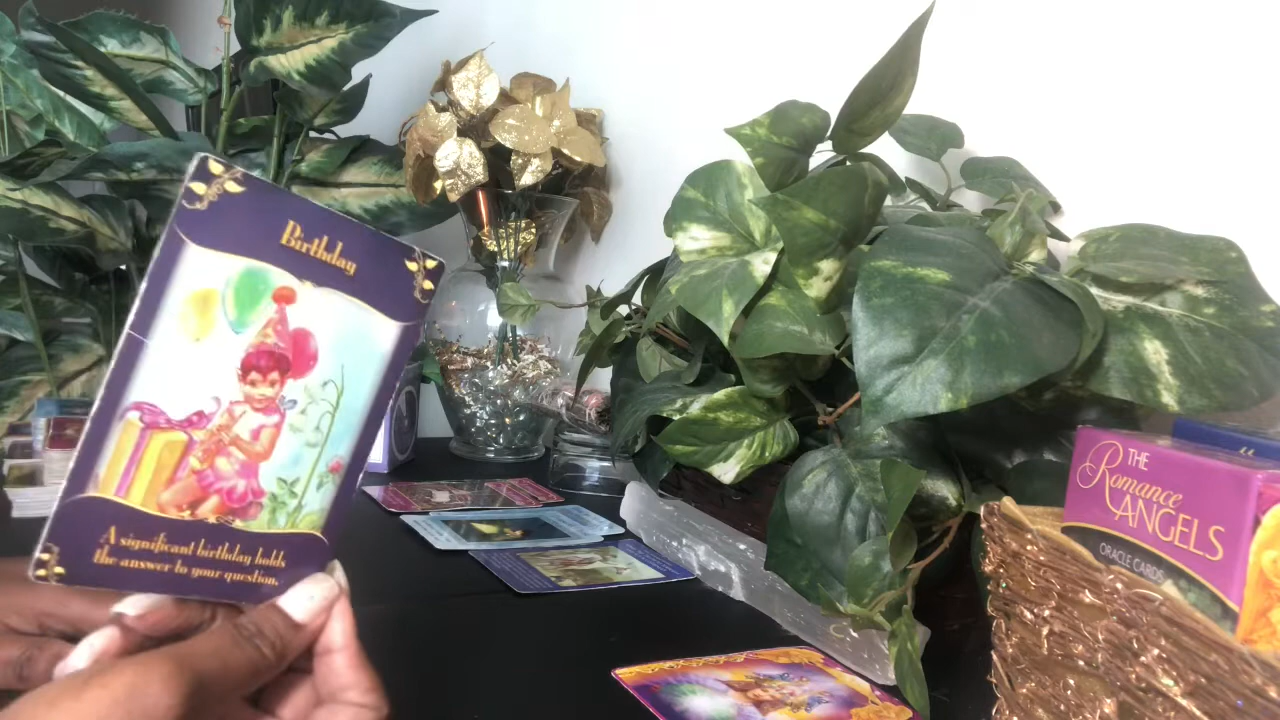 Birthday
A significant birthday holds
the answer to your question.
THE
Romance
ANGELS
ORACLE CARDS